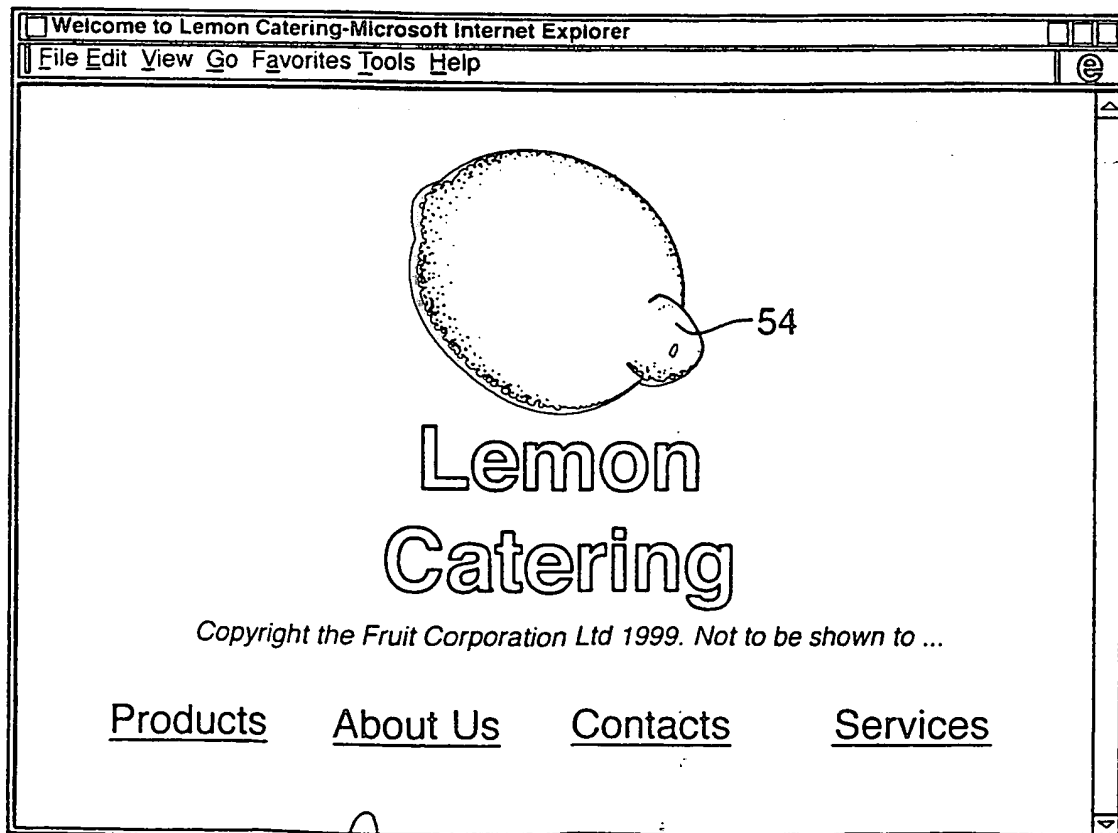 Welcome to Lemon Catering-Microsoft Internet Explorer
File Edit View Go Favorites Tools Help
e
54
Lemon
Catering
Copyright the Fruit Corporation Ltd 1999. Not to be shown to ...
Products About Us Contacts Services